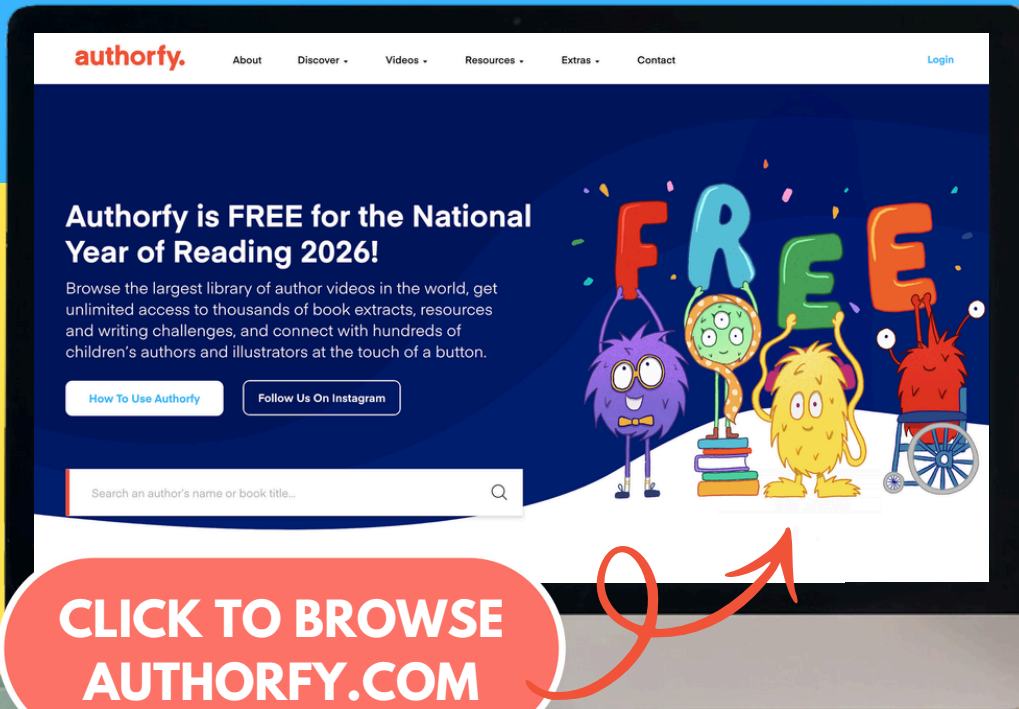 authorfy.
About Discover Videos Resources Extras Contact Login
FREE
Authorfy is FREE for the National
Year of Reading 2026!
Browse the largest library of author videos in the world, get
unlimited access to thousands of book extracts, resources
and writing challenges, and connect with hundreds of
children's authors and illustrators at the touch of a button.
How To Use Authorfy Follow Us On Instagram
Search an author's name or book title...
CLICK TO BROWSE
AUTHORFY.COM